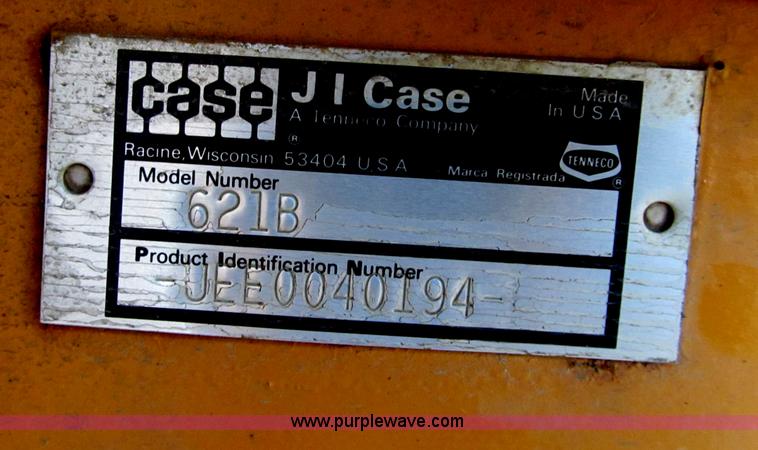 case
J I Case
A Tenneco Company
®
Made
In U S A
Racine, Wisconsin 53404 U.S.A
Marca Registrada
TENNECO
®
Model Number
621B
Product Identification Number
-JEE0040194-
www.purplewave.com